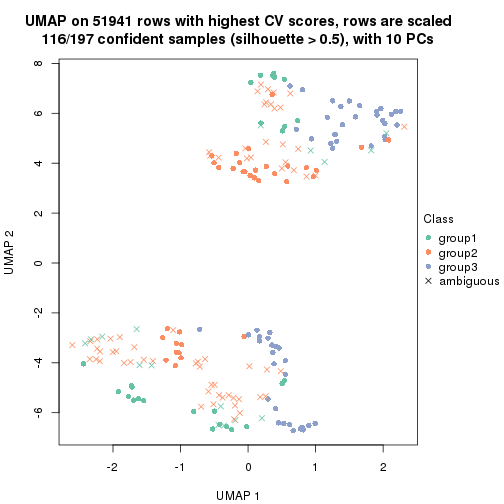 UMAP on 51941 rows with highest CV scores, rows are scaled
116/197 confident samples (silhouette > 0.5), with 10 PCs
8
6
4
2
0
-2
-4
-6
UMAP 2
-2
-1
0
1
2
UMAP 1
Class
group1
group2
group3
ambiguous